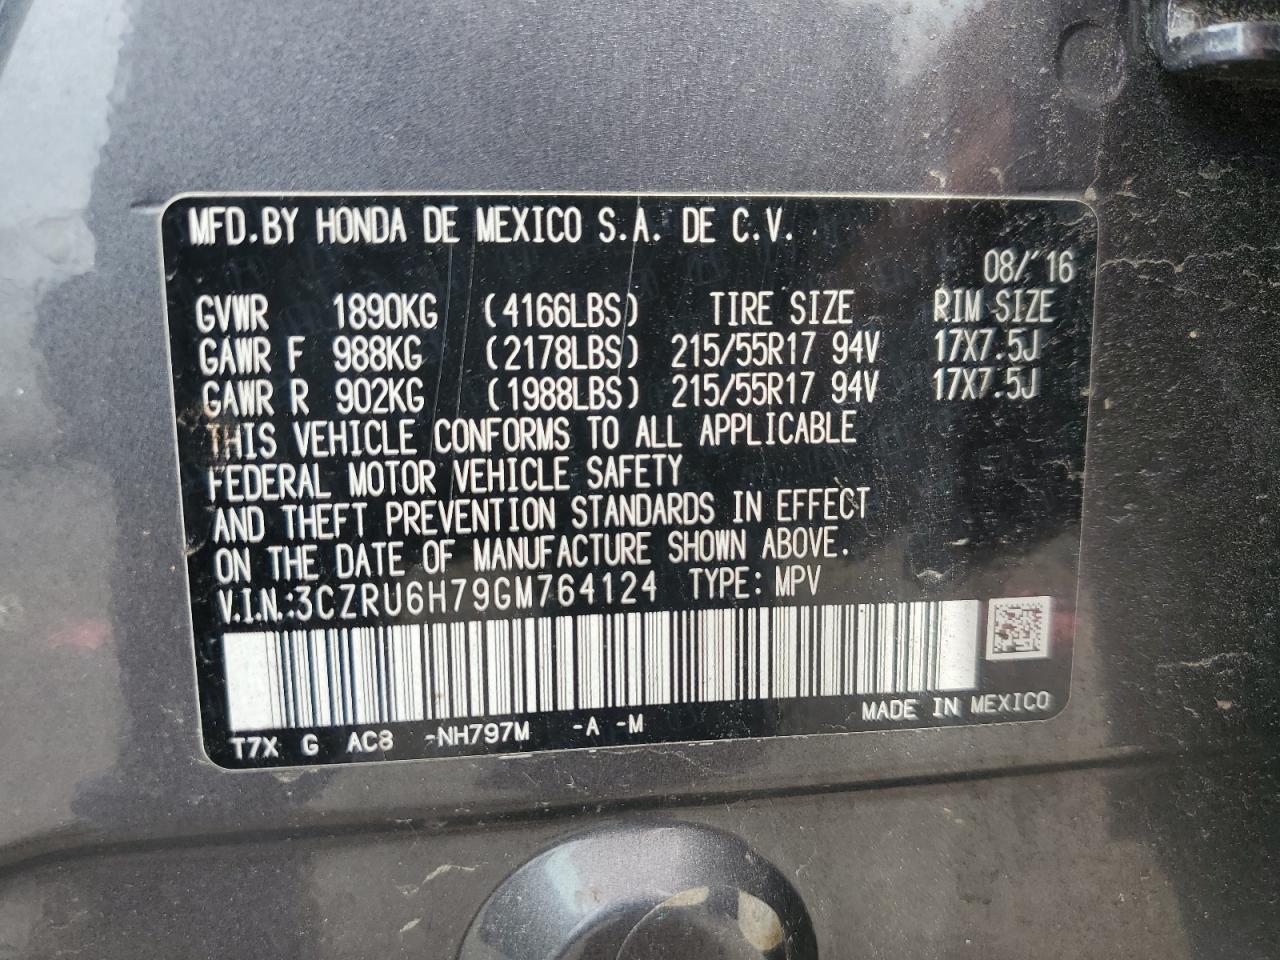 MFD.BY HONDA DE MEXICO S.A. DE C.V.
08/'16
GVWR 1890KG (4166LBS) TIRE SIZE RIM SIZE
GAWR F 988KG (2178LBS) 215/55R17 94V 17X7.5J
GAWR R 902KG (1988LBS) 215/55R17 94V 17X7.5J
THIS VEHICLE CONFORMS TO ALL APPLICABLE
FEDERAL MOTOR VEHICLE SAFETY
AND THEFT PREVENTION STANDARDS IN EFFECT
ON THE DATE OF MANUFACTURE SHOWN ABOVE.
V.I.N.:3CZRU6H79GM764124 TYPE: MPV
MADE IN MEXICO
T7X G AC8 -NH797M -A -M